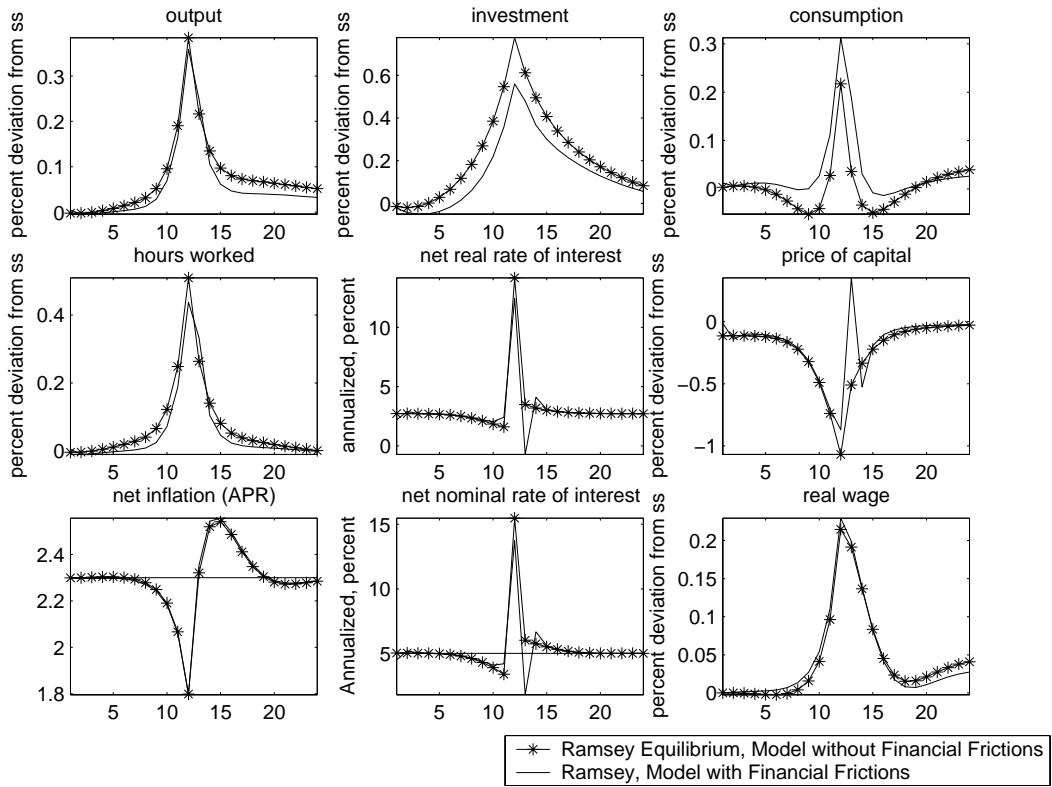 output
investment
consumption
percent deviation from ss
0.3
0.2
0.1
0
5 10 15 20
percent deviation from ss
0.6
0.4
0.2
0
5 10 15 20
percent deviation from ss
0.3
0.2
0.1
0
5 10 15 20
hours worked
net real rate of interest
price of capital
percent deviation from ss
0.4
0.2
0
5 10 15 20
annualized, percent
10
5
0
5 10 15 20
percent deviation from ss
0
−0.5
−1
5 10 15 20
net inflation (APR)
net nominal rate of interest
real wage
2.4
2.2
2
1.8
5 10 15 20
Annualized, percent
15
10
5
5 10 15 20
percent deviation from ss
0.2
0.15
0.1
0.05
0
5 10 15 20
Ramsey Equilibrium, Model without Financial Frictions
Ramsey, Model with Financial Frictions